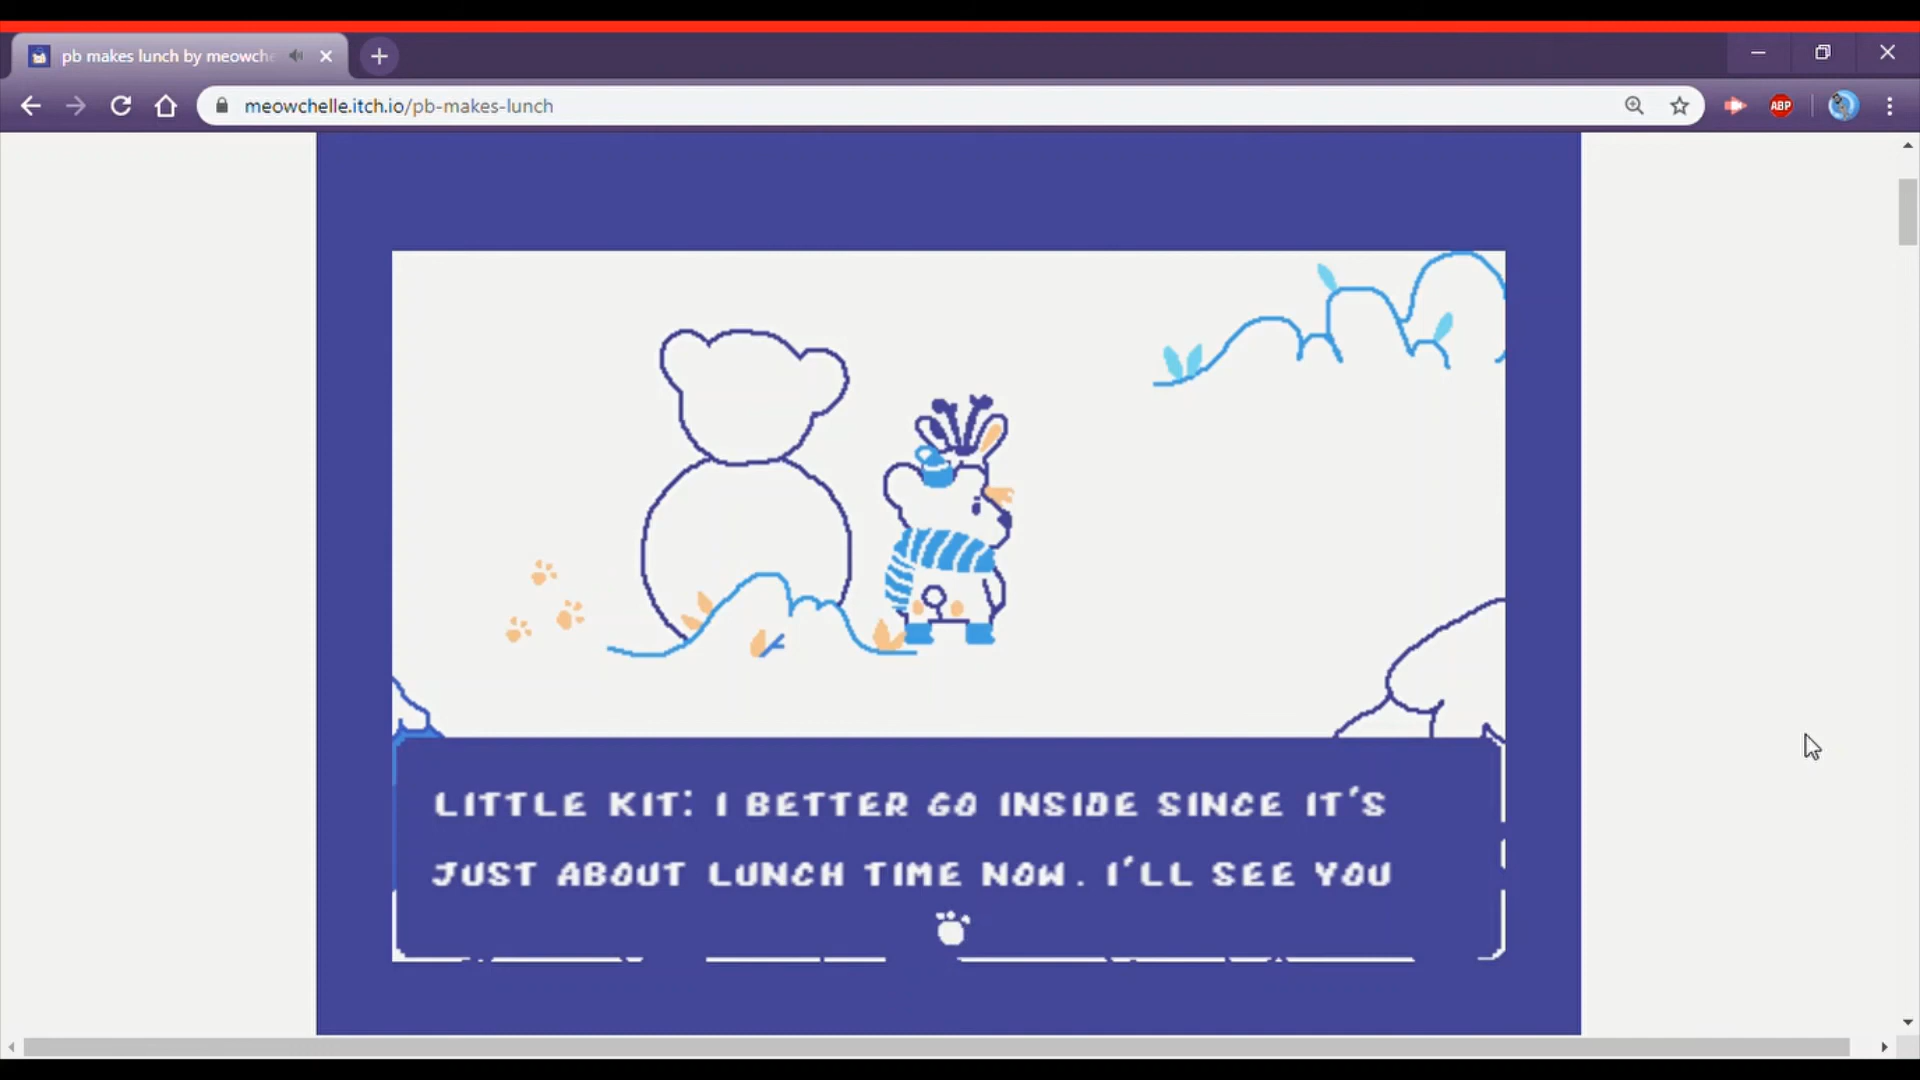 pb makes lunch by meowche
meowchelle.itch.io/pb-makes-lunch
ABP
LITTLE KIT: I BETTER GO INSIDE SINCE IT'S
JUST ABOUT LUNCH TIME NOW. I'LL SEE YOU